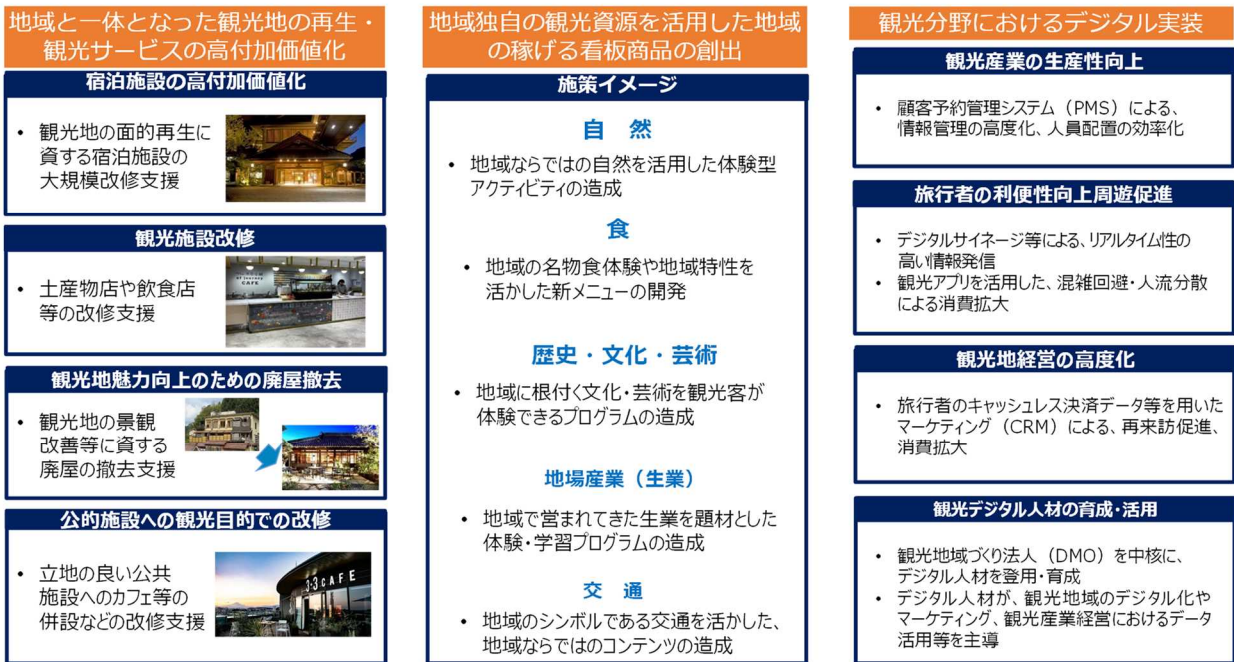 地域と一体となった観光地の再生・
観光サービスの高付加価値化
宿泊施設の高付加価値化
• 観光地の面的再生に
資する宿泊施設の
大規模改修支援
観光施設改修
• 土産物店や飲食店
等の改修支援
CAFE
観光地魅力向上のための廃屋撤去
• 観光地の景観
改善等に資する
廃屋の撤去支援
公的施設への観光目的での改修
• 立地の良い公共
施設へのカフェ等の
併設などの改修支援
3·3 CAFE
地域独自の観光資源を活用した地域
の稼げる看板商品の創出
施策イメージ
自 然
• 地域ならではの自然を活用した体験型
アクティビティの造成
食
• 地域の名物食体験や地域特性を
活かした新メニューの開発
歴史・文化・芸術
• 地域に根付く文化・芸術を観光客が
体験できるプログラムの造成
地場産業（生業）
• 地域で営まれてきた生業を題材とした
体験・学習プログラムの造成
交 通
• 地域のシンボルである交通を活かした、
地域ならではのコンテンツの造成
観光分野におけるデジタル実装
観光産業の生産性向上
• 顧客予約管理システム（PMS）による、
情報管理の高度化、人員配置の効率化
旅行者の利便性向上周遊促進
• デジタルサイネージ等による、リアルタイム性の
高い情報発信
• 観光アプリを活用した、混雑回避・人流分散
による消費拡大
観光地経営の高度化
• 旅行者のキャッシュレス決済データ等を用いた
マーケティング（CRM）による、再来訪促進、
消費拡大
観光デジタル人材の育成・活用
• 観光地域づくり法人（DMO）を中核に、
デジタル人材を登用・育成
• デジタル人材が、観光地域のデジタル化や
マーケティング、観光産業経営におけるデータ
活用等を主導